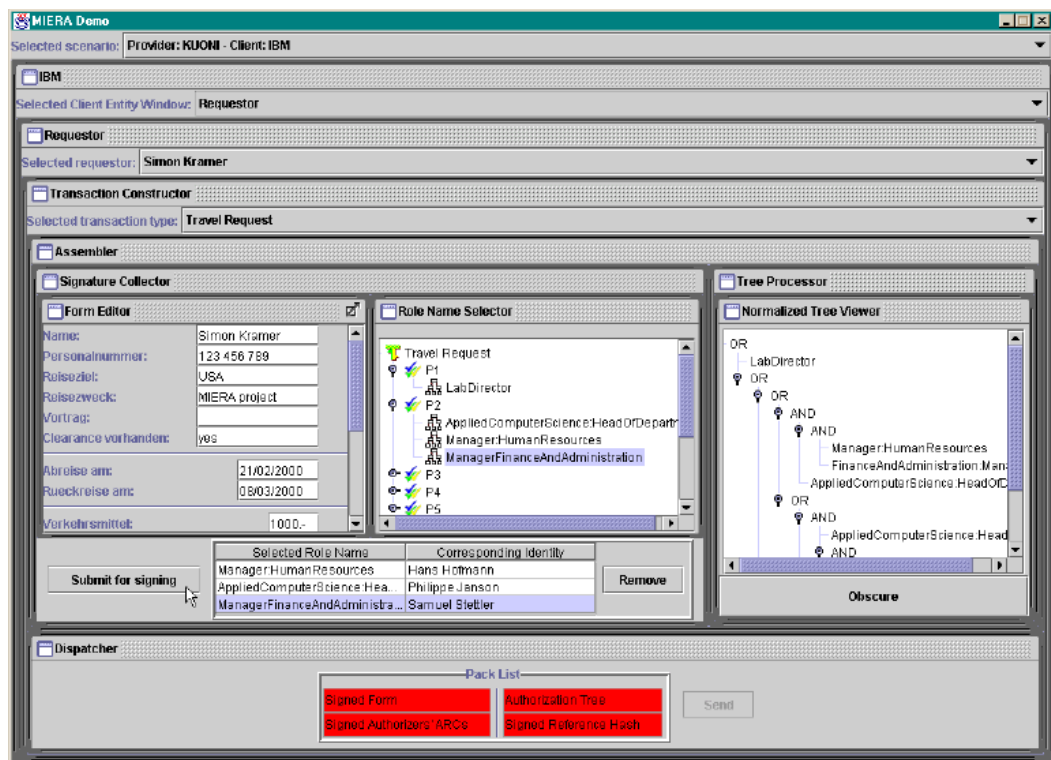 MIERA Demo
Selected scenario: Provider: KUONI - Client: IBM
IBM
Selected Client Entity Window: Requestor
Requestor
Selected requestor: Simon Kramer
Transaction Constructor
Selected transaction type: Travel Request
Assembler
Signature Collector
Form Editor
Name: Simon Kramer
Personalnummer: 123 456 789
Reiseziel: USA
Reisezweck: MIERA project
Vortrag:
Clearance vorhanden: yes
Abreise am: 21/02/2000
Rueckreise am: 08/03/2000
Verkehrsmittel: 1000.-
Role Name Selector
Travel Request
P1
LabDirector
P2
AppliedComputerScience:HeadOfDepartr
Manager:HumanResources
ManagerFinanceAndAdministration
P3
P4
P5
Tree Processor
Normalized Tree Viewer
OR
LabDirector
OR
OR
AND
AND
Manager:HumanResources
FinanceAndAdministration:Man
AppliedComputerScience:HeadOfD
OR
AND
AppliedComputerScience:Head
AND
Obscure
Submit for signing
Selected Role Name Corresponding Identity
Manager:HumanResources Hans Hofmann
AppliedComputerScience:Hea... Philippe Janson
ManagerFinanceAndAdministra... Samuel Stettler
Remove
Dispatcher
Pack List
Signed Form Authorization Tree
Signed Authorizers' ARCs Signed Reference Hash
Send